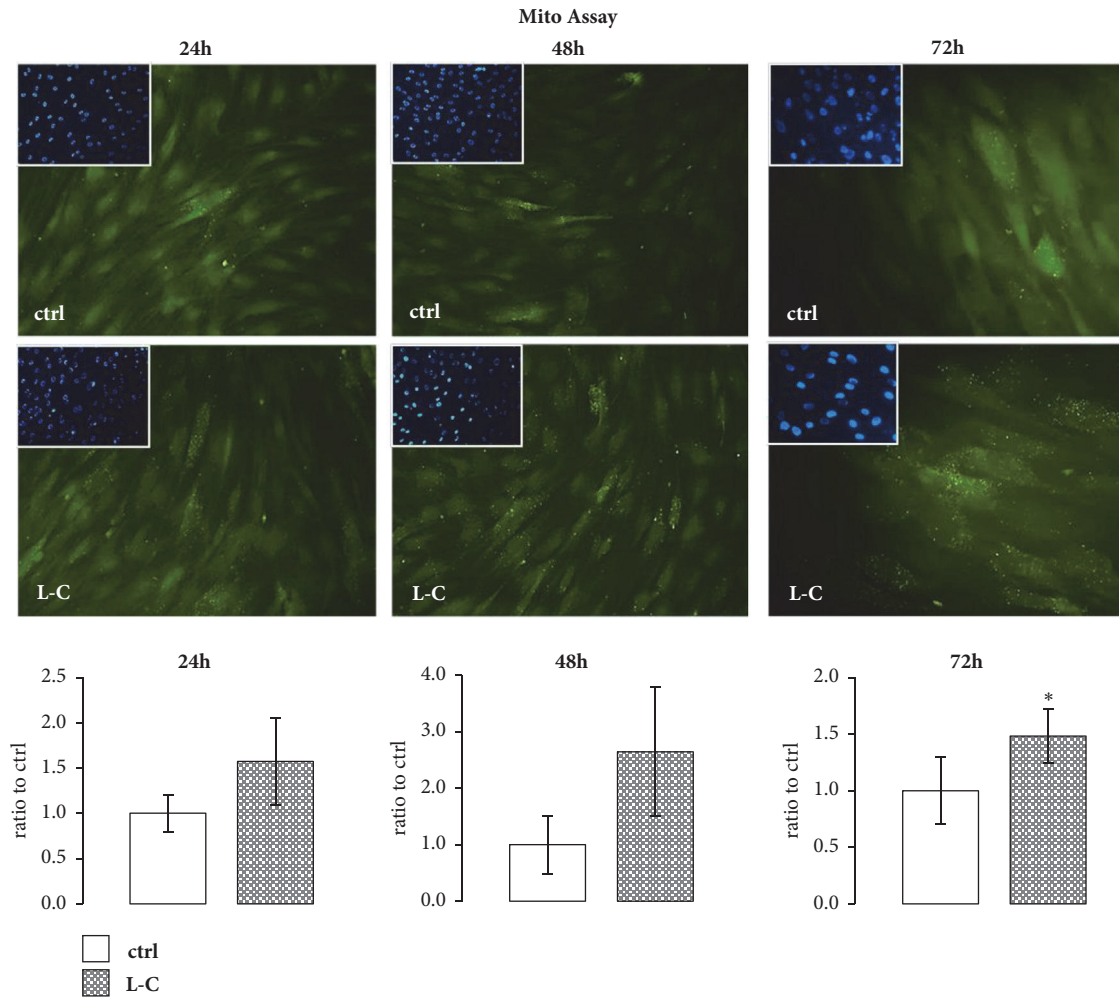 Mito Assay
24h
48h
72h
ctrl
ctrl
ctrl
L-C
L-C
L-C
24h
ratio to ctrl
2.5
2.0
1.5
1.0
0.5
0.0
48h
ratio to ctrl
4.0
3.0
2.0
1.0
0.0
72h
ratio to ctrl
2.0
1.5
1.0
0.5
0.0
*
ctrl
L-C